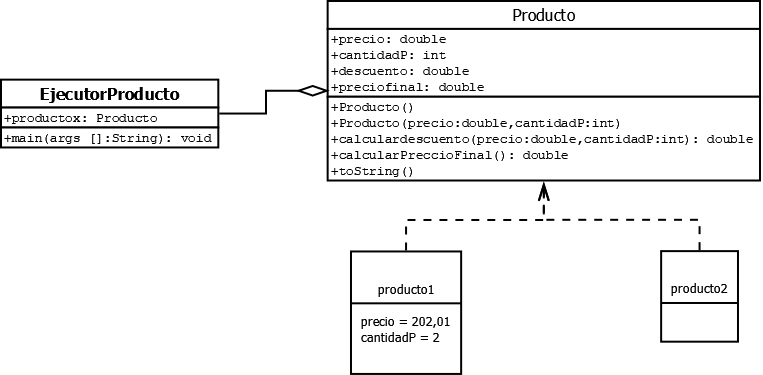 EjecutorProducto
+productox: Producto
+main(args []:String): void
Producto
+precio: double
+cantidadP: int
+descuento: double
+preciofinal: double
+Producto()
+Producto(precio:double,cantidadP:int)
+calculardescuento(precio:double,cantidadP:int): double
+calcularPreccioFinal(): double
+toString()
producto1
precio = 202,01
cantidadP = 2
producto2